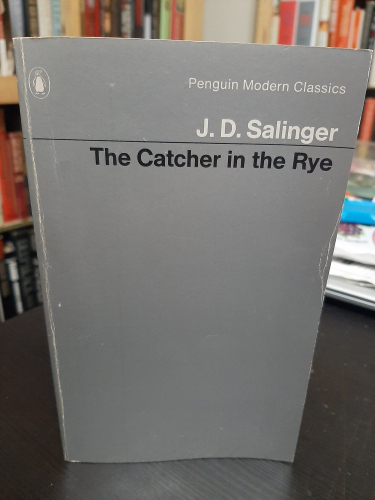 Penguin Modern Classics
J. D. Salinger
The Catcher in the Rye